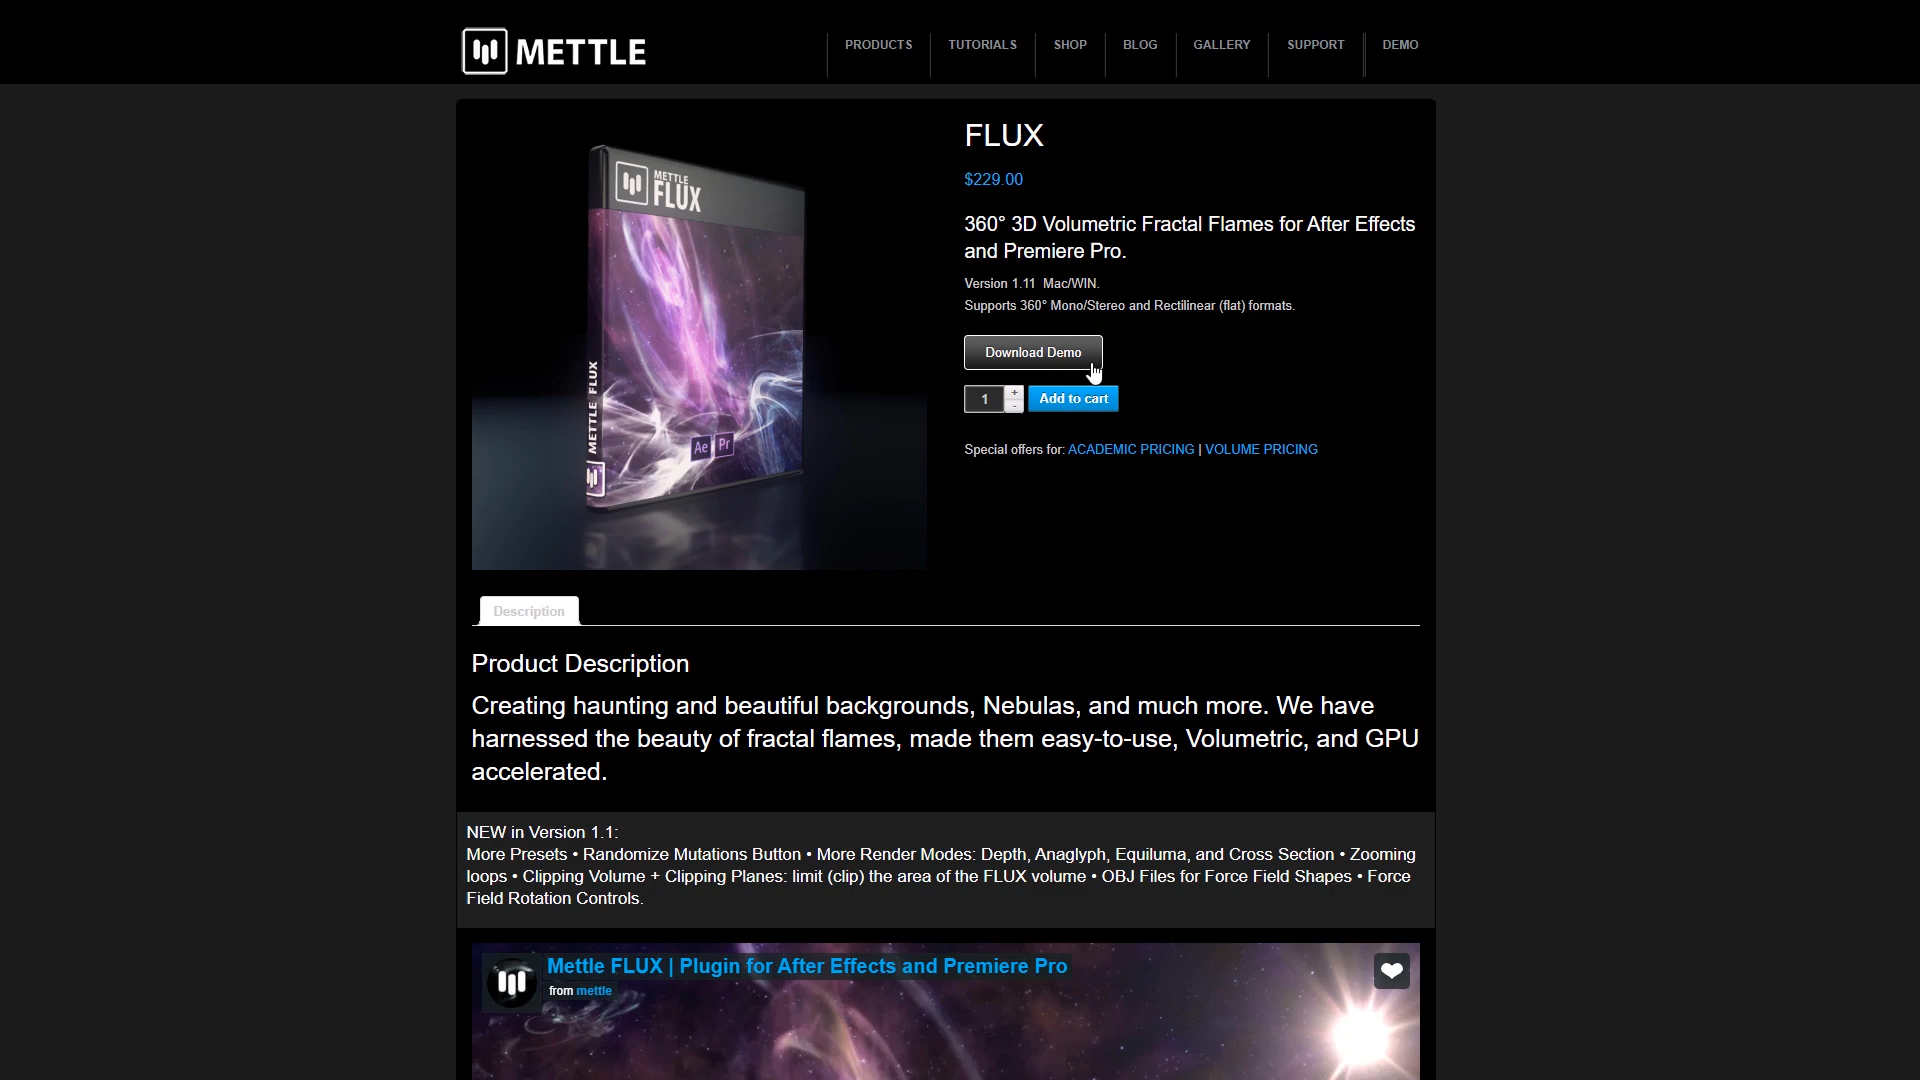 METTLE
PRODUCTS
TUTORIALS
SHOP
BLOG
GALLERY
SUPPORT
DEMO
METTLE
FLUX
METTLE FLUX
Ae Pr
FLUX
$229.00
360° 3D Volumetric Fractal Flames for After Effects
and Premiere Pro.
Version 1.11 Mac/WIN.
Supports 360° Mono/Stereo and Rectilinear (flat) formats.
Download Demo
1
+
-
Add to cart
Special offers for: ACADEMIC PRICING | VOLUME PRICING
Description
Product Description
Creating haunting and beautiful backgrounds, Nebulas, and much more. We have
harnessed the beauty of fractal flames, made them easy-to-use, Volumetric, and GPU
accelerated.
NEW in Version 1.1:
More Presets • Randomize Mutations Button • More Render Modes: Depth, Anaglyph, Equiluma, and Cross Section • Zooming
loops • Clipping Volume + Clipping Planes: limit (clip) the area of the FLUX volume • OBJ Files for Force Field Shapes • Force
Field Rotation Controls.
Mettle FLUX | Plugin for After Effects and Premiere Pro
from mettle